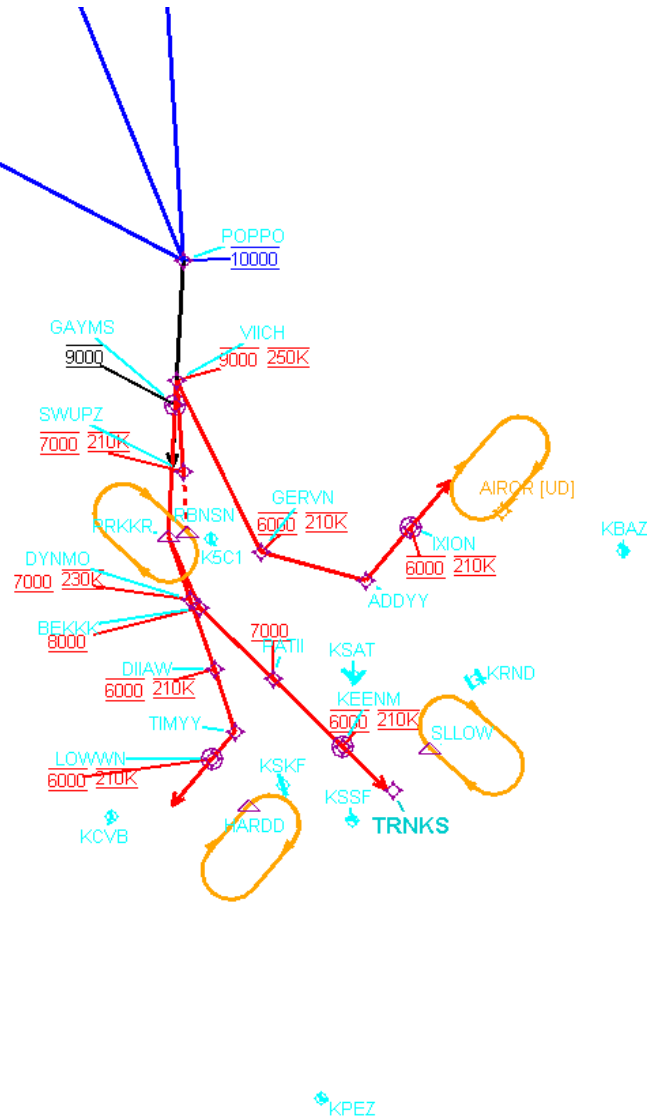 POPPO
10000
GAYMS
9000
VIICH
9000 250K
SWUPZ
7000 210K
AIROR [UD]
GERVN
6000 210K
RBNSN
PRKKR
K5C1
IXION
6000 210K
KBAZ
DYNMO
7000 230K
ADDYY
BEKKK
8000
7000
PATII
KSAT
DIIAW
6000 210K
KRND
KEENM
6000 210K
TIMYY
SLLOW
LOWWN
6000 210K
KSKF
KSSF
HARDD
TRNKS
KCVB
KPEZ